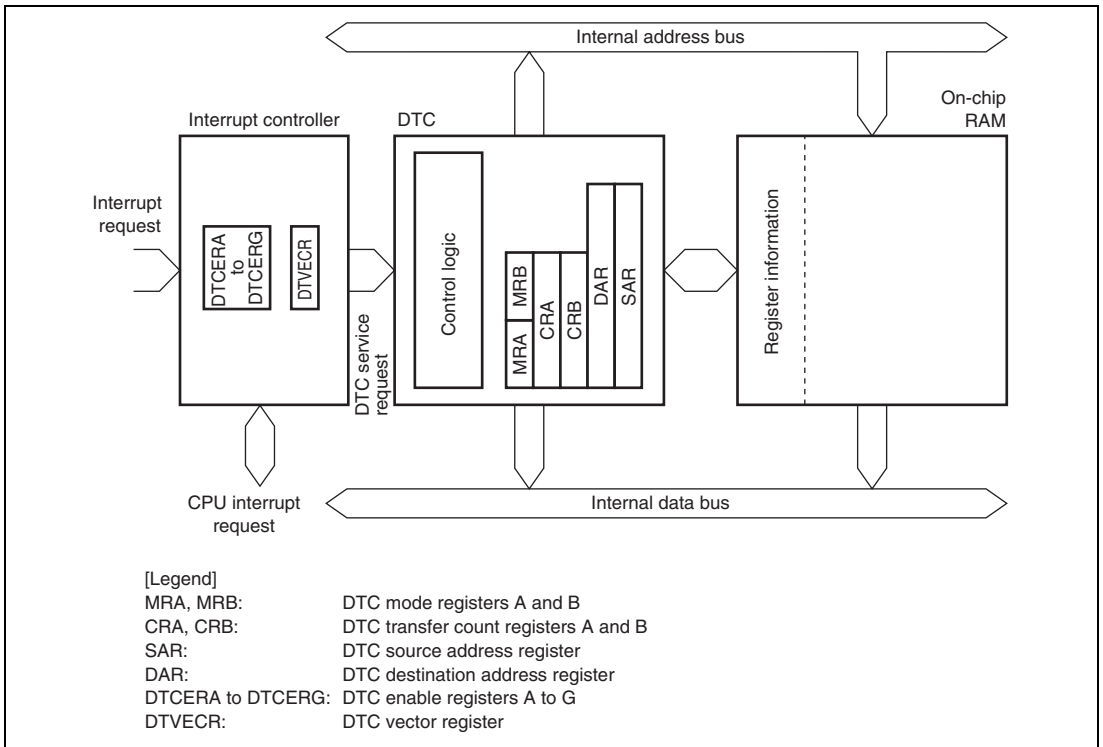 Internal address bus
Interrupt controller
DTC
On-chip
RAM
Interrupt
request
DTCERA
to
DTCERG
DTVECR
DTC service
request
Control logic
MRA
MRB
CRA
CRB
DAR
SAR
Register information
CPU interrupt
request
Internal data bus
[Legend]
MRA, MRB: DTC mode registers A and B
CRA, CRB: DTC transfer count registers A and B
SAR: DTC source address register
DAR: DTC destination address register
DTCERA to DTCERG: DTC enable registers A to G
DTVECR: DTC vector register